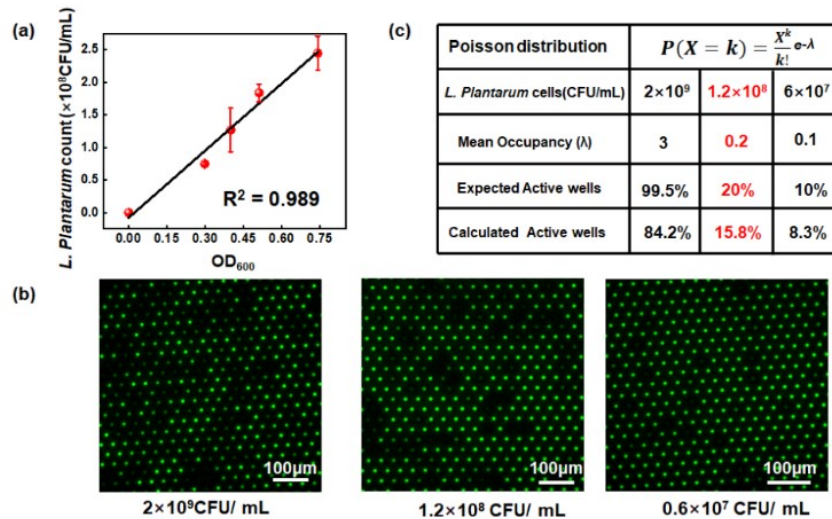 (a)
L. Plantarum count (×10⁸CFU/mL)
2.5
2.0
1.5
1.0
0.5
0.0
R² = 0.989
0.00 0.15 0.30 0.45 0.60 0.75
OD₆₀₀
(c)
Poisson distribution P(X = k) = X^k/k! e-λ
L. Plantarum cells(CFU/mL) 2×10⁹ 1.2×10⁸ 6×10⁷
Mean Occupancy (λ) 3 0.2 0.1
Expected Active wells 99.5% 20% 10%
Calculated Active wells 84.2% 15.8% 8.3%
(b)
100μm 100μm 100μm
2×10⁹CFU/ mL 1.2×10⁸ CFU/ mL 0.6×10⁷ CFU/ mL